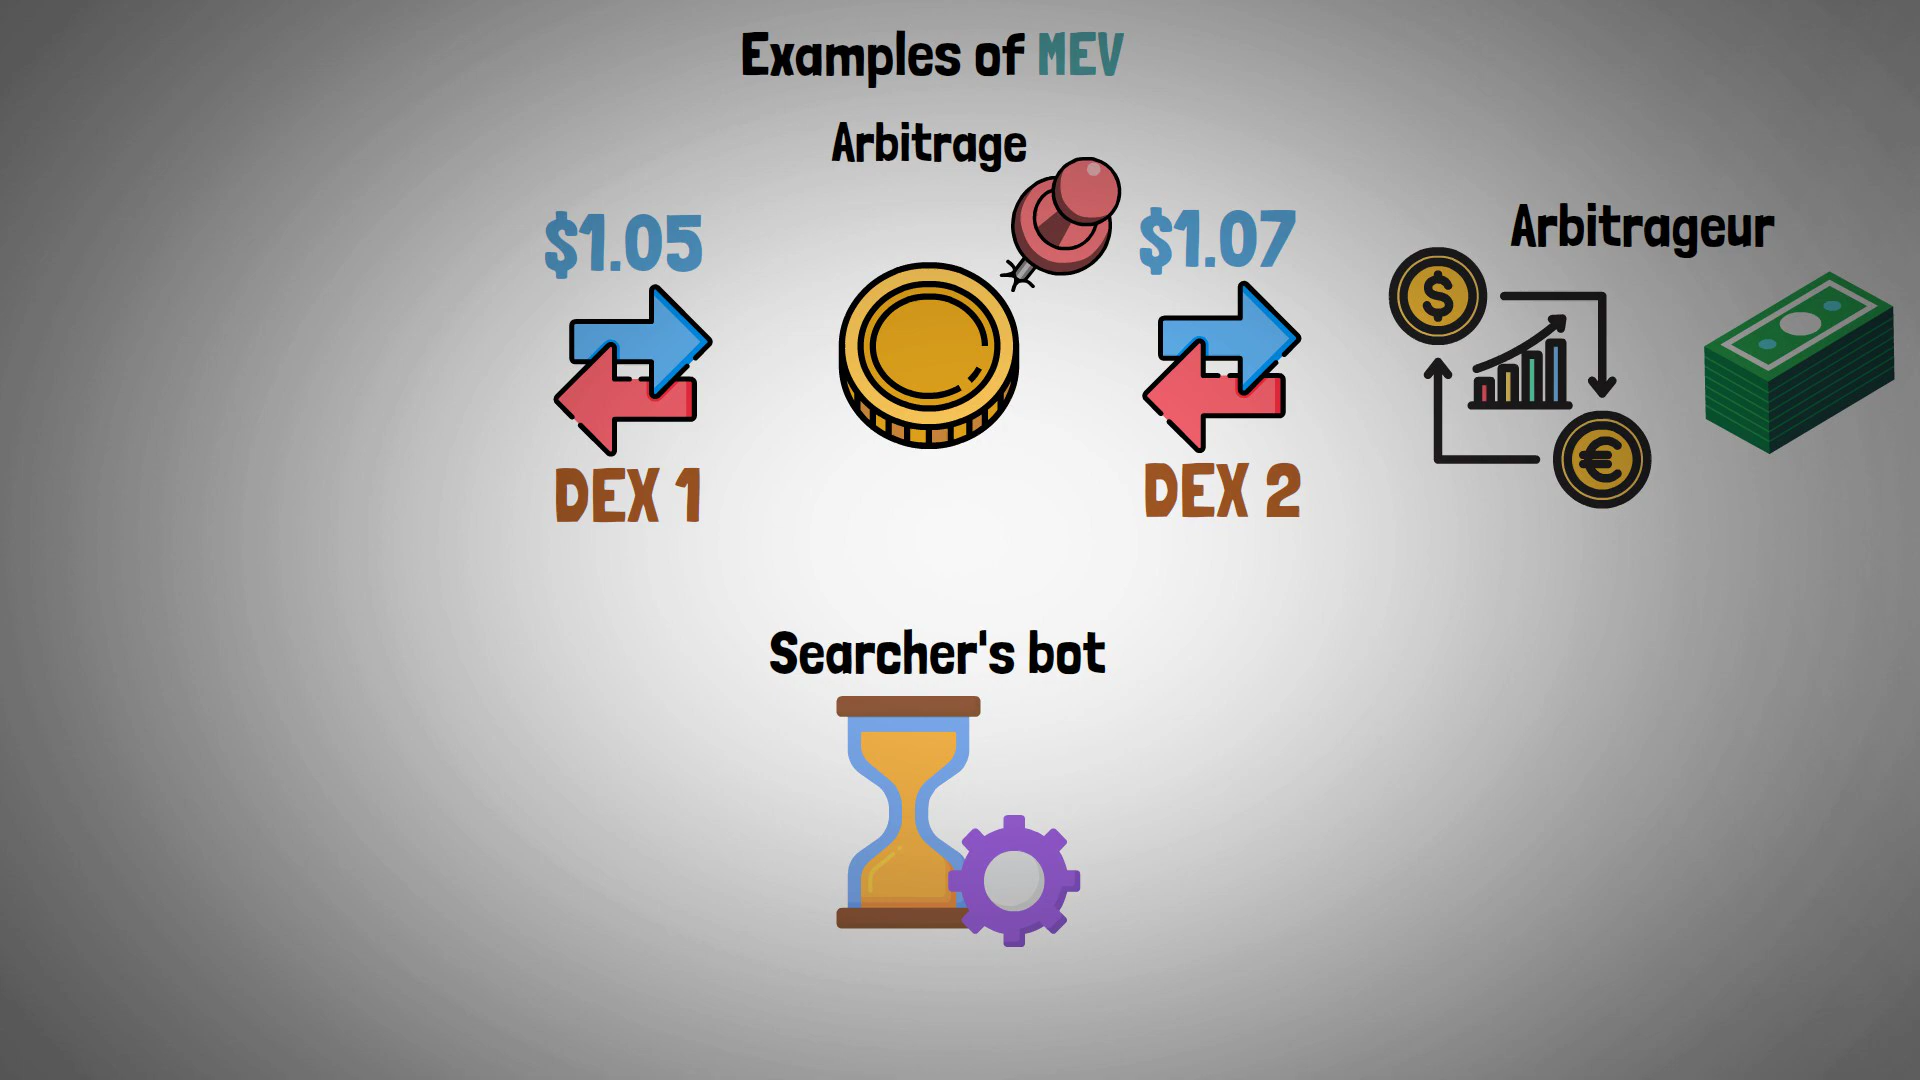 Examples of MEV
Arbitrage
$1.05
$1.07
Arbitrageur
$
€
DEX 1
DEX 2
Searcher's bot